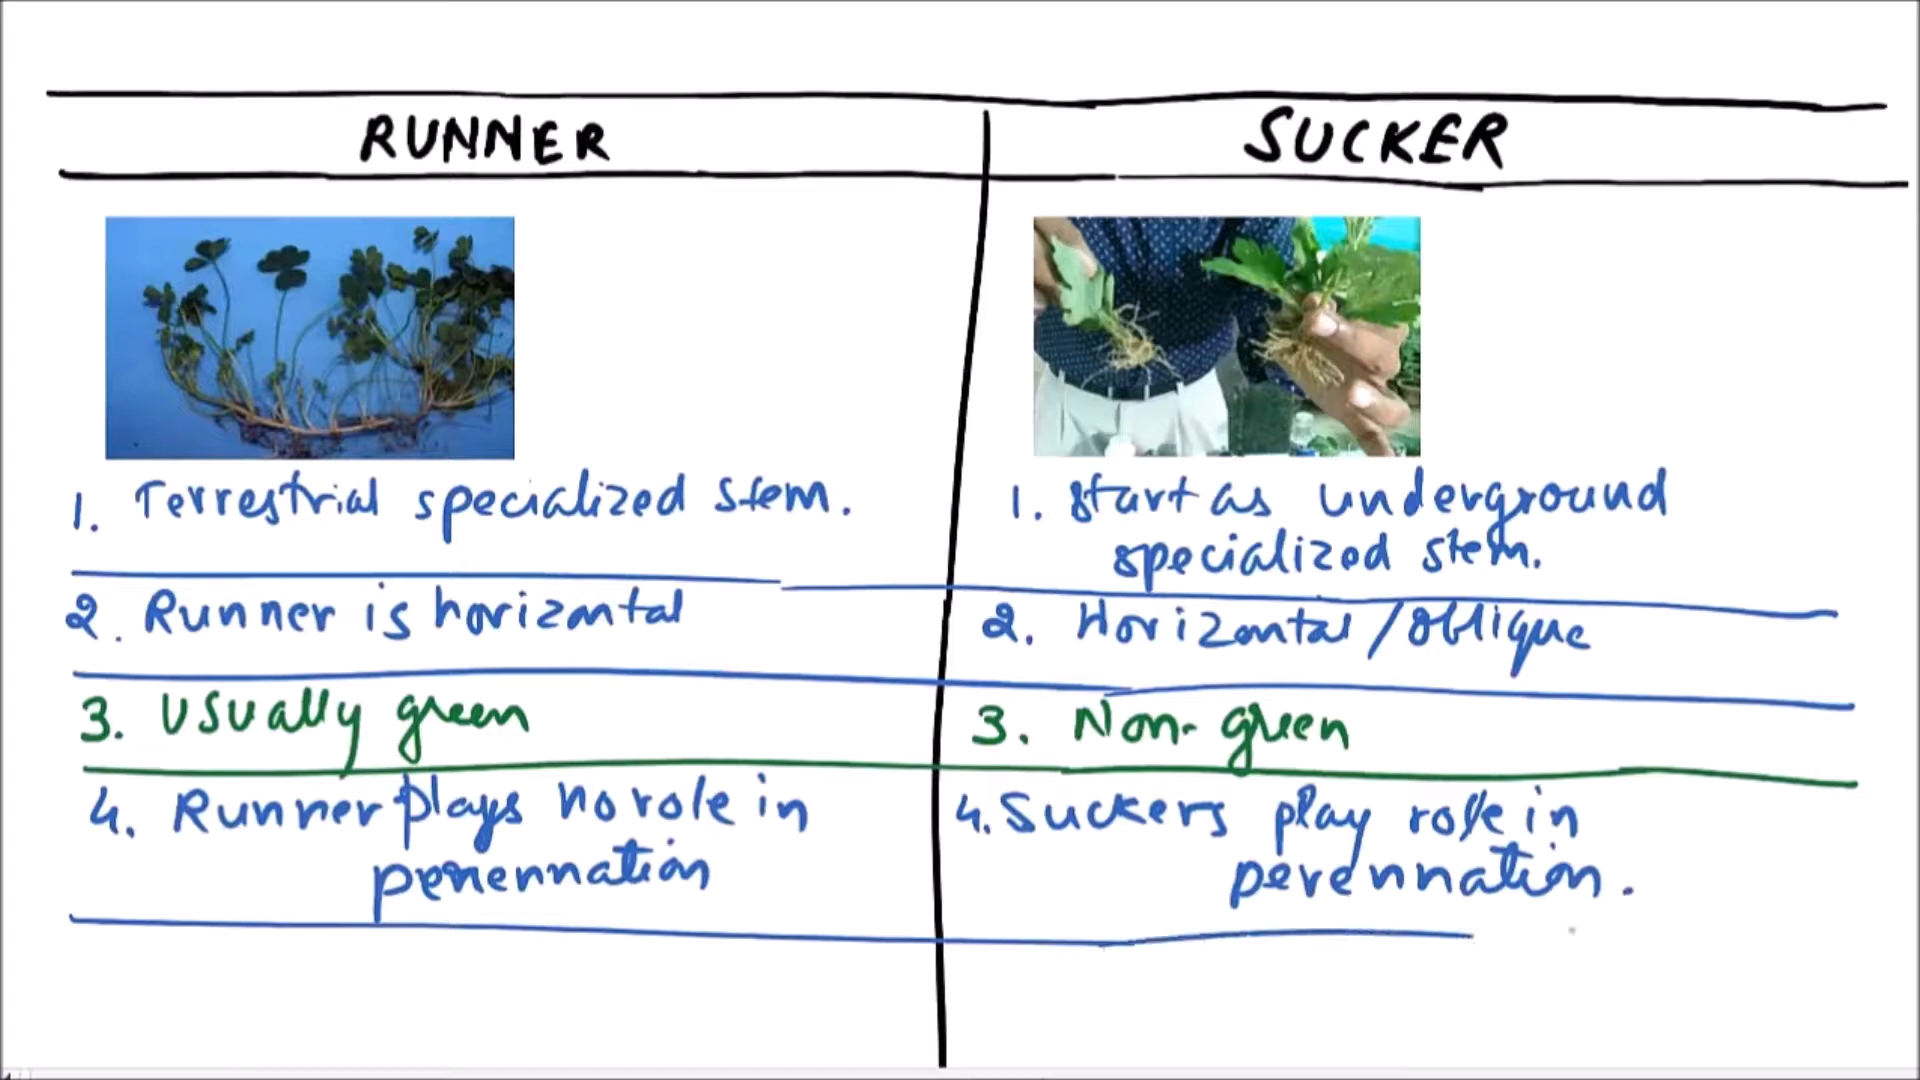 RUNNER
SUCKER
1. Terrestrial specialized stem.
1. Start as underground
specialized stem.
2. Runner is horizontal
2. Horizontal/oblique
3. Usually green
3. Non-green
4. Runner plays no role in
perennation
4. Suckers play role in
perennation.